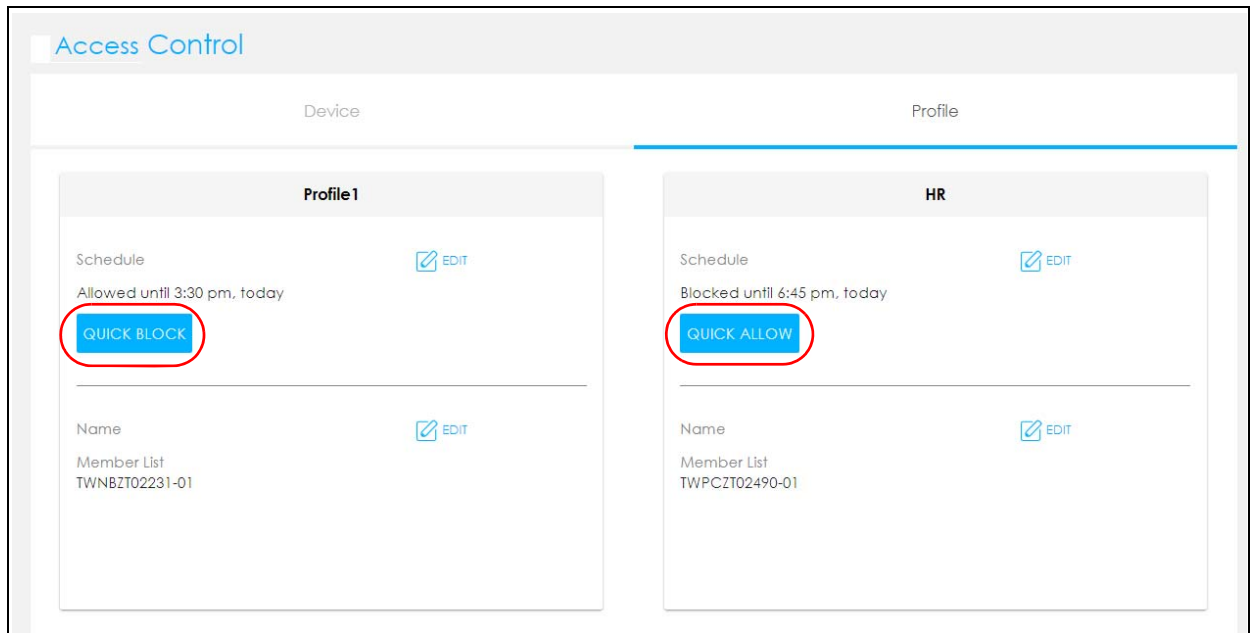 Access Control
Device
Profile
Profile1
Schedule
EDIT
Allowed until 3:30 pm, today
QUICK BLOCK
Name
EDIT
Member List
TWNBZT02231-01
HR
Schedule
EDIT
Blocked until 6:45 pm, today
QUICK ALLOW
Name
EDIT
Member List
TWPCZT02490-01